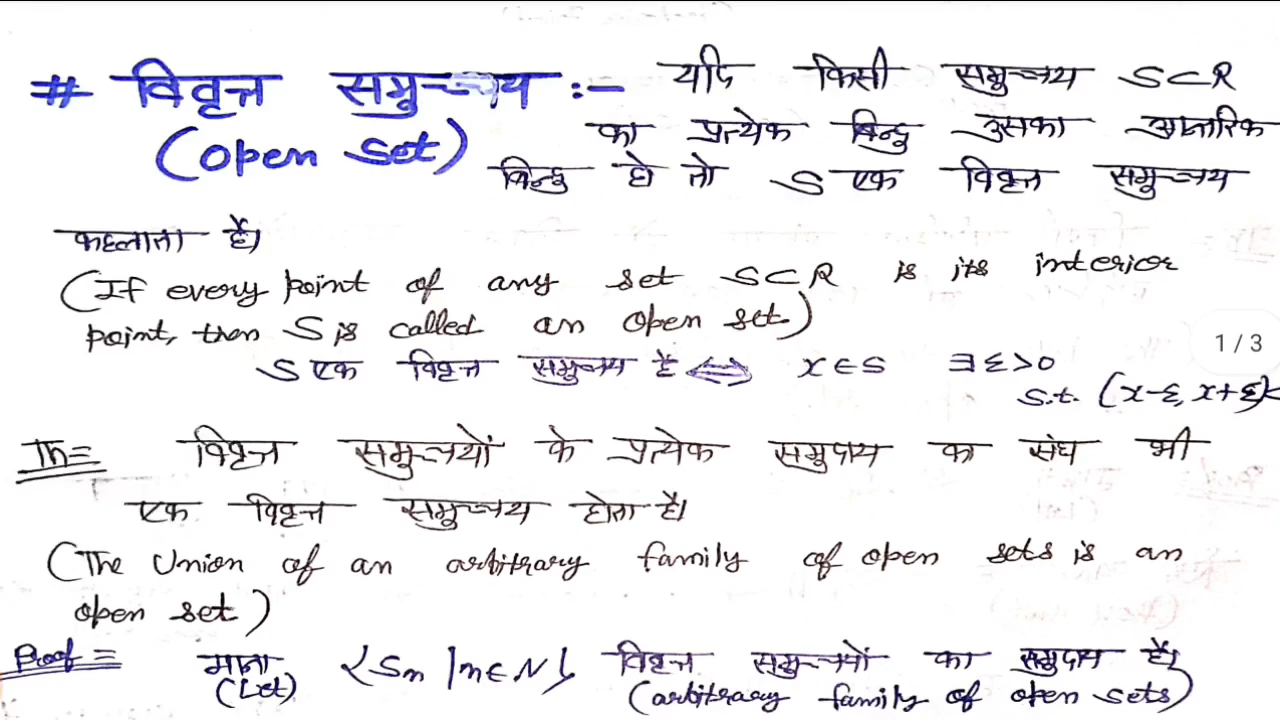 # विवृत्त समुच्चय :- यदि किसी समुच्चय S⊂R
(open set) का प्रत्येक बिन्दु उसका आन्तरिक
बिन्दु हो तो S एक विवृत्त समुच्चय
कहलाता है।
(If every point of any set S⊂R is its interior
point, then S is called an open set.)
S एक विवृत्त समुच्चय है ⟺ x∈S ∃ε>0
s.t. (x-ε, x+ε)⊂
1 / 3
Th= विवृत्त समुच्चयों के प्रत्येक समुदाय का संघ भी
एक विवृत्त समुच्चय होता है।
(The Union of an arbitrary family of open sets is an
open set)
Proof = माना {Sn |n∈N} विवृत्त समुच्चयों का समुदाय है।
(Let) (arbitrary family of open sets)